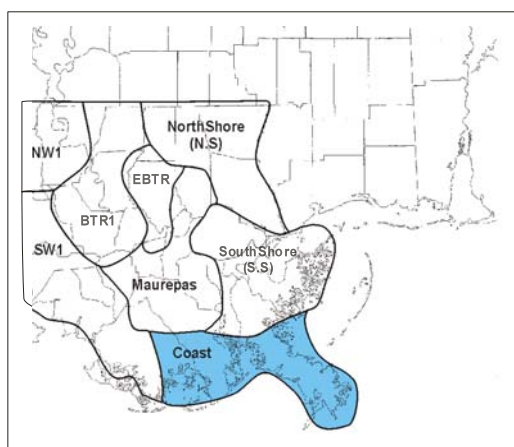 NorthShore
(N.S)
NW1
EBTR
BTR1
SW1
SouthShore
(S.S)
Maurepas
Coast